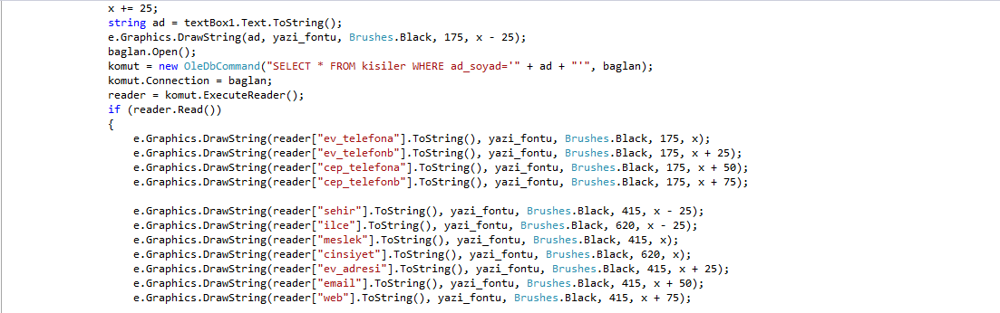 x += 25;
string ad = textBox1.Text.ToString();
e.Graphics.DrawString(ad, yazi_fontu, Brushes.Black, 175, x - 25);
baglan.Open();
komut = new OleDbCommand("SELECT * FROM kisiler WHERE ad_soyad='" + ad + "'", baglan);
komut.Connection = baglan;
reader = komut.ExecuteReader();
if (reader.Read())
{
e.Graphics.DrawString(reader["ev_telefona"].ToString(), yazi_fontu, Brushes.Black, 175, x);
e.Graphics.DrawString(reader["ev_telefonb"].ToString(), yazi_fontu, Brushes.Black, 175, x + 25);
e.Graphics.DrawString(reader["cep_telefona"].ToString(), yazi_fontu, Brushes.Black, 175, x + 50);
e.Graphics.DrawString(reader["cep_telefonb"].ToString(), yazi_fontu, Brushes.Black, 175, x + 75);
e.Graphics.DrawString(reader["sehir"].ToString(), yazi_fontu, Brushes.Black, 415, x - 25);
e.Graphics.DrawString(reader["ilce"].ToString(), yazi_fontu, Brushes.Black, 620, x - 25);
e.Graphics.DrawString(reader["meslek"].ToString(), yazi_fontu, Brushes.Black, 415, x);
e.Graphics.DrawString(reader["cinsiyet"].ToString(), yazi_fontu, Brushes.Black, 620, x);
e.Graphics.DrawString(reader["ev_adresi"].ToString(), yazi_fontu, Brushes.Black, 415, x + 25);
e.Graphics.DrawString(reader["email"].ToString(), yazi_fontu, Brushes.Black, 415, x + 50);
e.Graphics.DrawString(reader["web"].ToString(), yazi_fontu, Brushes.Black, 415, x + 75);